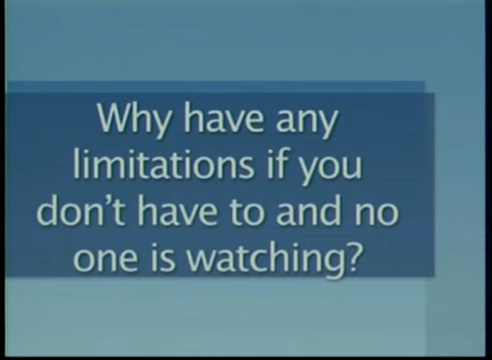 Why have any
limitations if you
don't have to and no
one is watching?